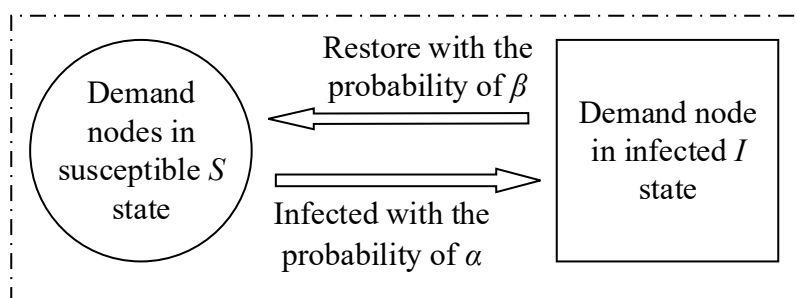 Demand
nodes in
susceptible S
state
Restore with the
probability of β
Infected with the
probability of α
Demand node
in infected I
state